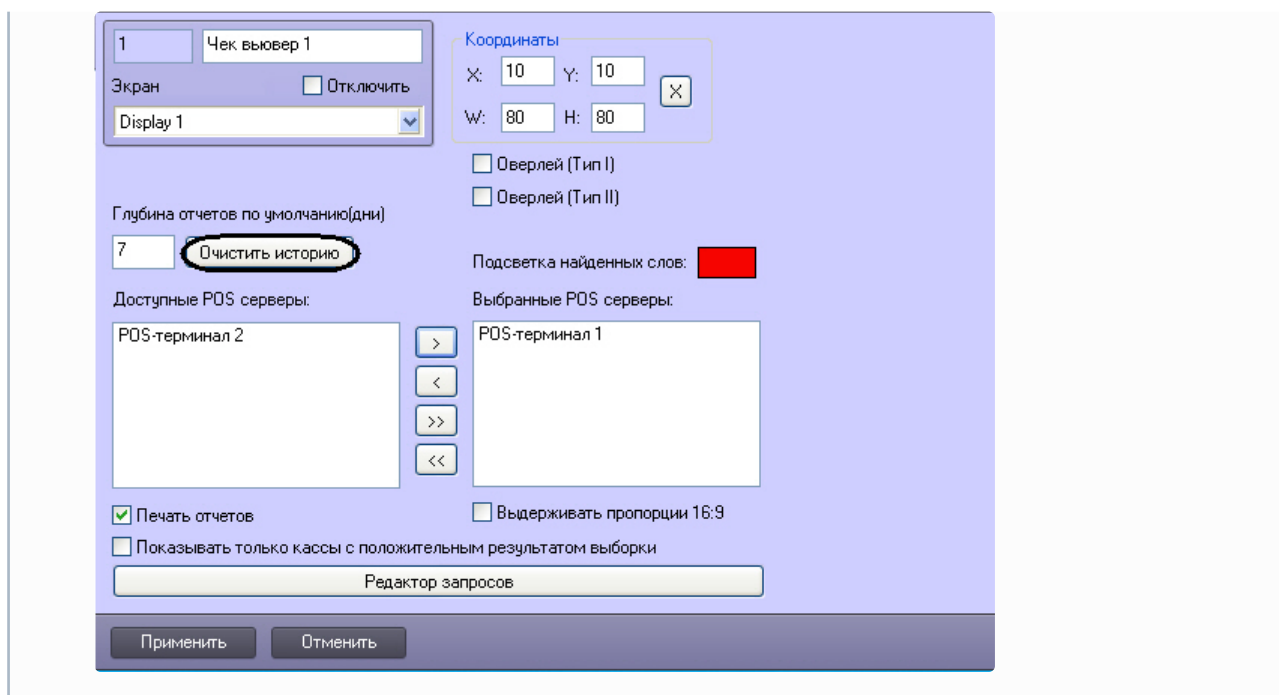 1 Чек вьювер 1
Экран Отключить
Display 1
Координаты
X: 10 Y: 10
X
W: 80 H: 80
Оверлей (Тип I)
Оверлей (Тип II)
Глубина отчетов по умолчанию(дни)
7 Очистить историю
Подсветка найденных слов:
Доступные POS серверы:
Выбранные POS серверы:
POS-терминал 2
POS-терминал 1
>
<
>>
<<
Печать отчетов
Выдерживать пропорции 16:9
Показывать только кассы с положительным результатом выборки
Редактор запросов
Применить Отменить